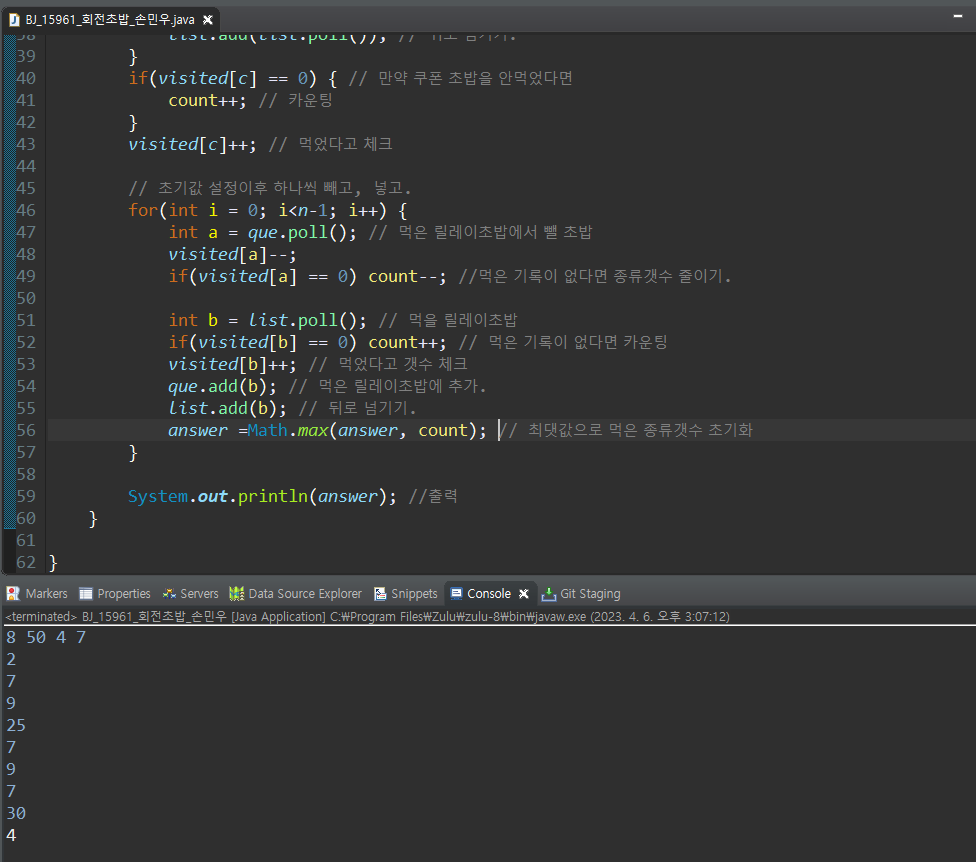 BJ_15961_회전초밥_손민우.java
38 list.add(list.poll()); // 뒤로 넘기기.
39 }
40 if(visited[c] == 0) { // 만약 쿠폰 초밥을 안먹었다면
41 count++; // 카운팅
42 }
43 visited[c]++; // 먹었다고 체크
44
45 // 초기값 설정이후 하나씩 빼고, 넣고.
46 for(int i = 0; i<n-1; i++) {
47 int a = que.poll(); // 먹은 릴레이초밥에서 뺄 초밥
48 visited[a]--;
49 if(visited[a] == 0) count--; //먹은 기록이 없다면 종류갯수 줄이기.
50
51 int b = list.poll(); // 먹을 릴레이초밥
52 if(visited[b] == 0) count++; // 먹은 기록이 없다면 카운팅
53 visited[b]++; // 먹었다고 갯수 체크
54 que.add(b); // 먹은 릴레이초밥에 추가.
55 list.add(b); // 뒤로 넘기기.
56 answer =Math.max(answer, count); // 최댓값으로 먹은 종류갯수 초기화
57 }
58
59 System.out.println(answer); //출력
60 }
61
62 }
Markers Properties Servers Data Source Explorer Snippets Console Git Staging
<terminated> BJ_15961_회전초밥_손민우 [Java Application] C:₩Program Files₩Zulu₩zulu-8₩bin₩javaw.exe (2023. 4. 6. 오후 3:07:12)
8 50 4 7
2
7
9
25
7
9
7
30
4